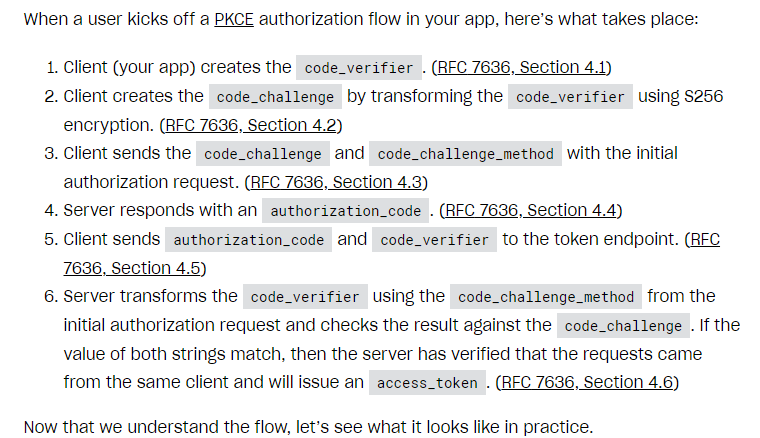 When a user kicks off a PKCE authorization flow in your app, here's what takes place:
1. Client (your app) creates the code_verifier . (RFC 7636, Section 4.1)
2. Client creates the code_challenge by transforming the code_verifier using S256
encryption. (RFC 7636, Section 4.2)
3. Client sends the code_challenge and code_challenge_method with the initial
authorization request. (RFC 7636, Section 4.3)
4. Server responds with an authorization_code . (RFC 7636, Section 4.4)
5. Client sends authorization_code and code_verifier to the token endpoint. (RFC
7636, Section 4.5)
6. Server transforms the code_verifier using the code_challenge_method from the
initial authorization request and checks the result against the code_challenge . If the
value of both strings match, then the server has verified that the requests came
from the same client and will issue an access_token . (RFC 7636, Section 4.6)
Now that we understand the flow, let's see what it looks like in practice.